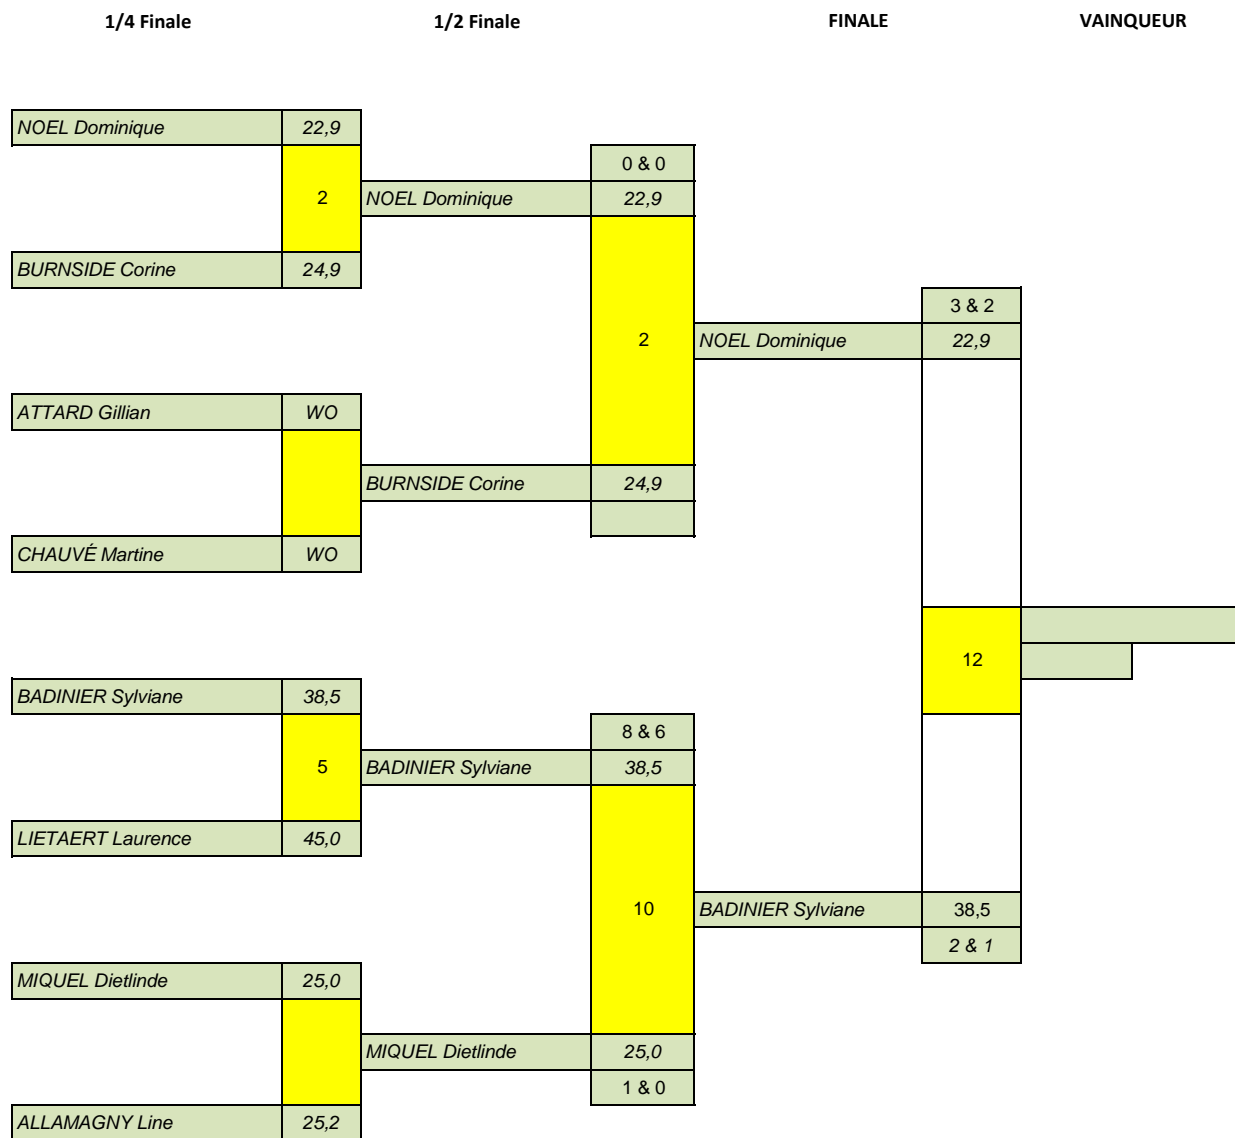 1/4 Finale 1/2 Finale FINALE VAINQUEUR
NOEL Dominique 22,9
0 & 0
2 NOEL Dominique 22,9
BURNSIDE Corine 24,9
3 & 2
2 NOEL Dominique 22,9
ATTARD Gillian WO
BURNSIDE Corine 24,9
CHAUVÉ Martine WO
12
BADINIER Sylviane 38,5
8 & 6
5 BADINIER Sylviane 38,5
LIETAERT Laurence 45,0
10 BADINIER Sylviane 38,5
2 & 1
MIQUEL Dietlinde 25,0
MIQUEL Dietlinde 25,0
1 & 0
ALLAMAGNY Line 25,2